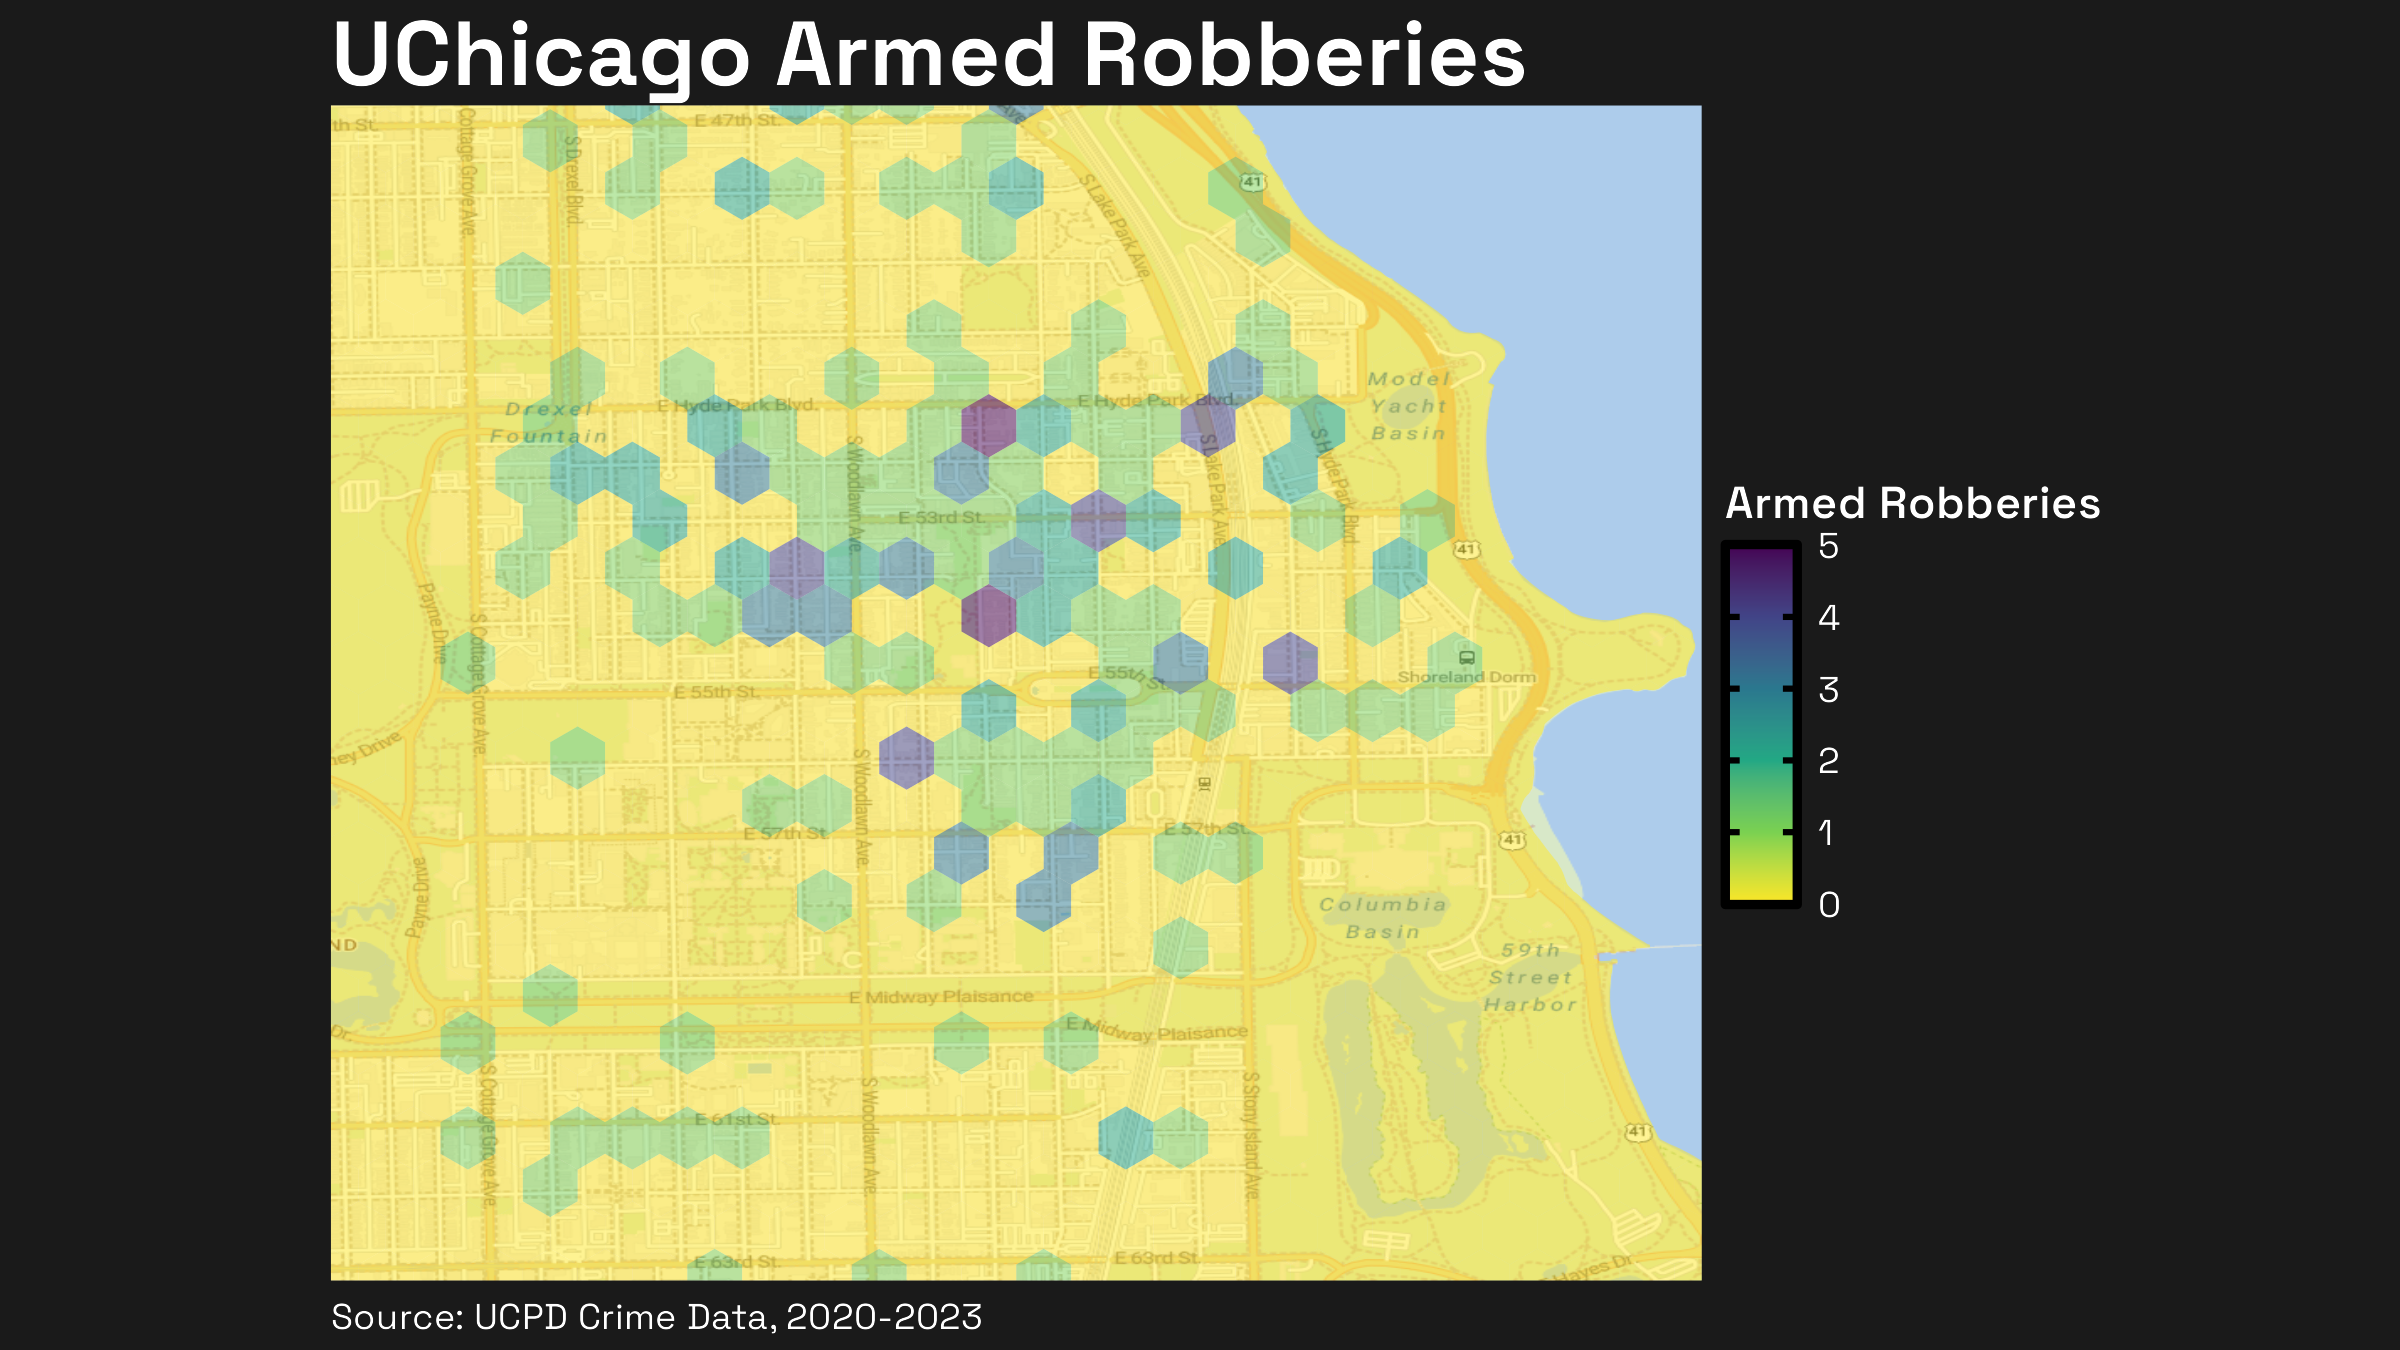 UChicago Armed Robberies
th St.
E 47th St.
Ave
Cottage Grove Ave
S Drexel Blvd.
41
S Lake Park Ave
Model
Yacht
Basin
Drexel
Fountain
E Hyde Park Blvd.
E Hyde Park Blvd.
S Woodlawn Ave.
S Lake Park Ave
S Hyde Park Blvd
E 53rd St.
41
Payne Drive
S Cottage Grove Ave
E 55th St.
E 55th St.
Shoreland Dorm
ney Drive
S Woodlawn Ave.
E 57th St.
E 57th St.
41
Payne Drive
Columbia
Basin
ND
59th
Street
Harbor
E Midway Plaisance
E Midway Plaisance
Dr.
S Cottage Grove Ave.
S Woodlawn Ave.
S Stony Island Ave.
E 61st St.
41
E 63rd St.
E 63rd St.
Hayes Dr.
Armed Robberies
5
4
3
2
1
0
Source: UCPD Crime Data, 2020-2023